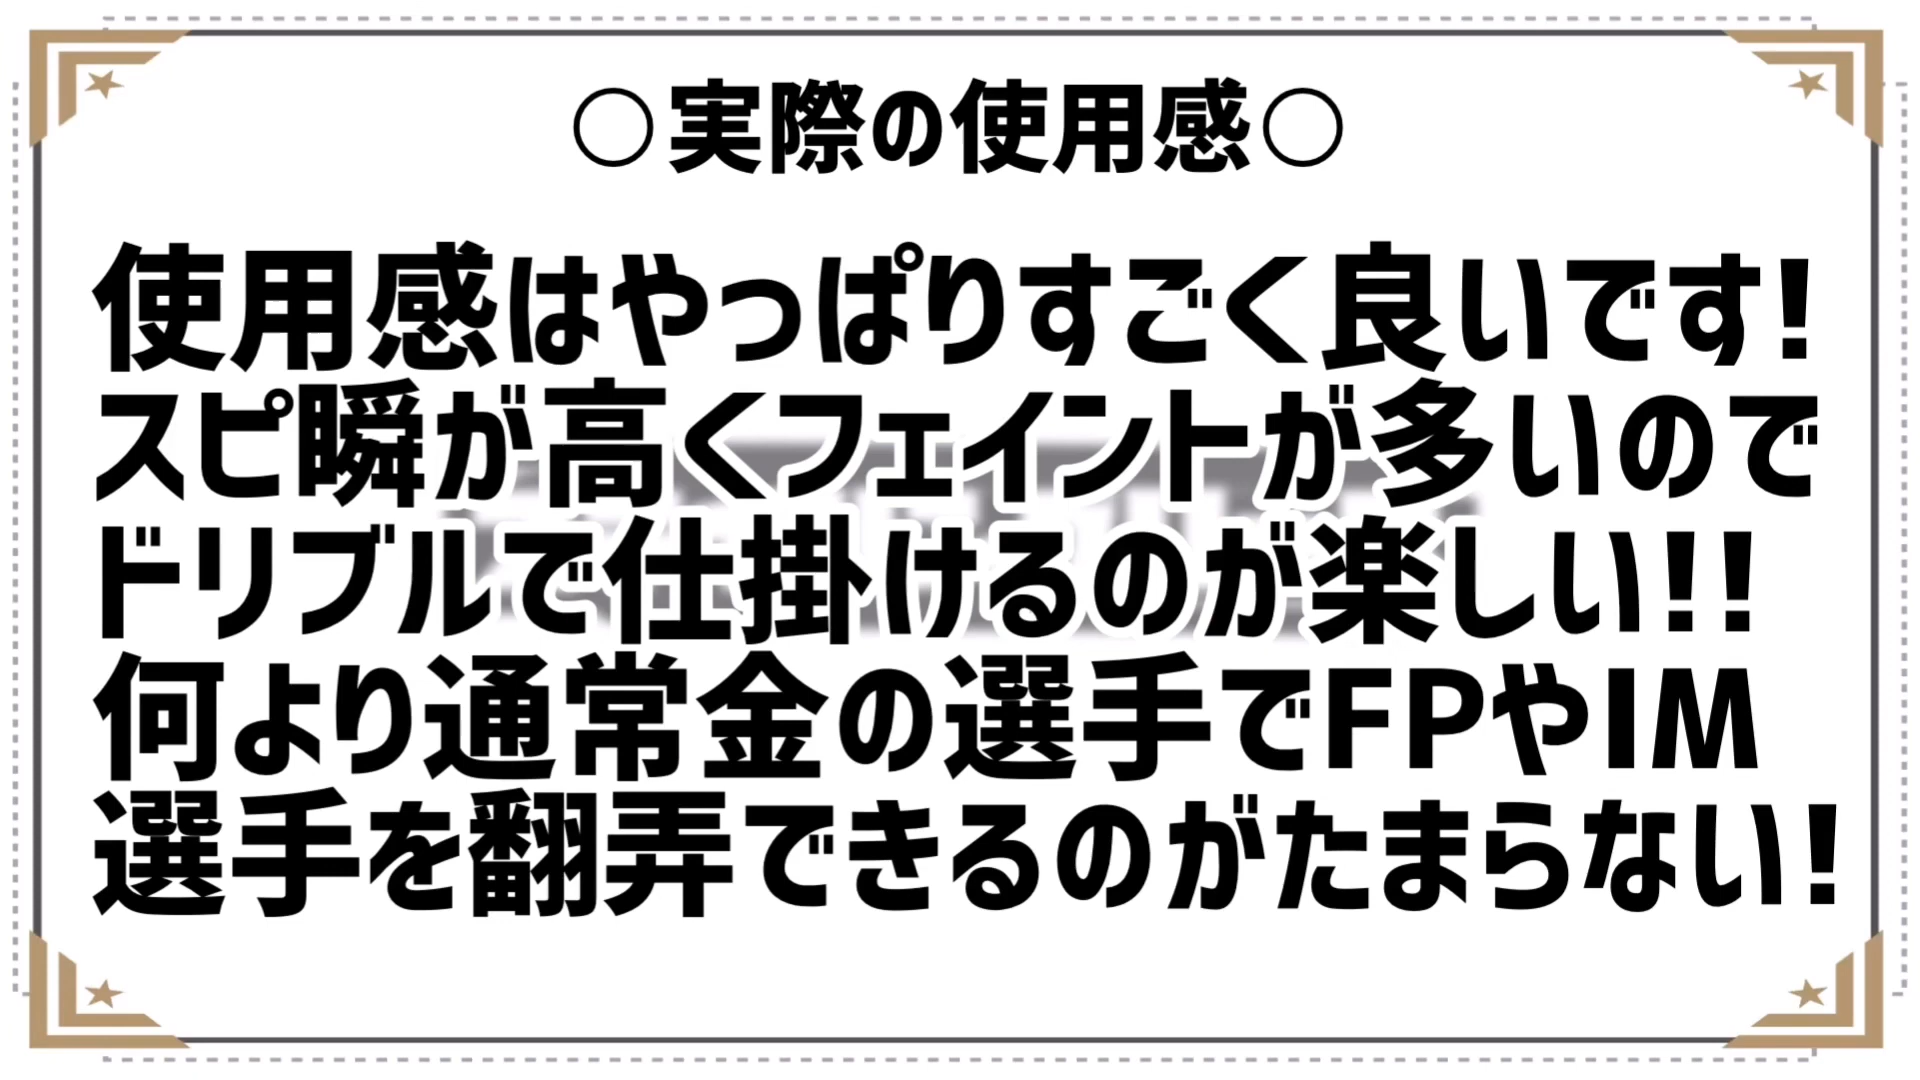 ○実際の使用感○
使用感はやっぱりすごく良いです!
スピ瞬が高くフェイントが多いので
ドリブルで仕掛けるのが楽しい!!
何より通常金の選手でFPやIM
選手を翻弄できるのがたまらない!